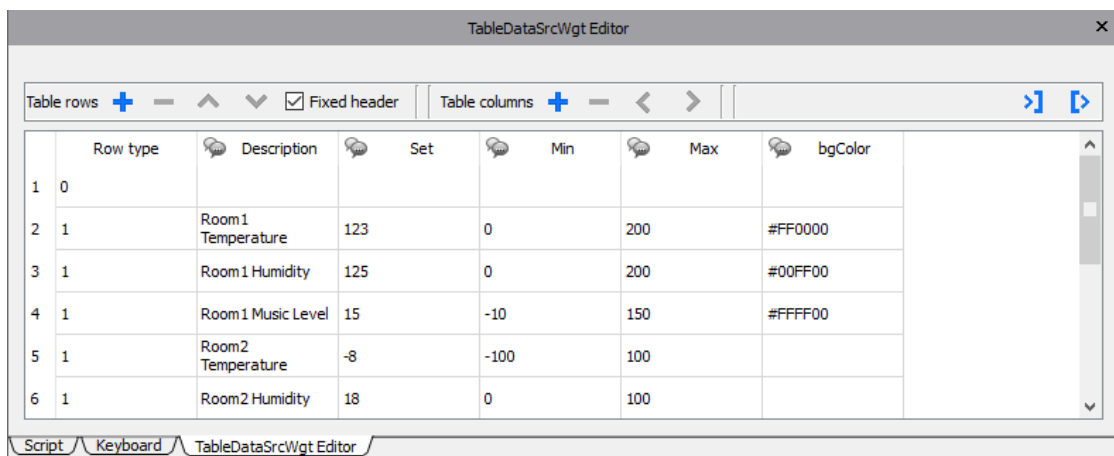 TableDataSrcWgt Editor
Table rows Fixed header Table columns
Row type Description Set Min Max bgColor
1 0
2 1 Room1 Temperature 123 0 200 #FF0000
3 1 Room1 Humidity 125 0 200 #00FF00
4 1 Room1 Music Level 15 -10 150 #FFFF00
5 1 Room2 Temperature -8 -100 100
6 1 Room2 Humidity 18 0 100
Script Keyboard TableDataSrcWgt Editor